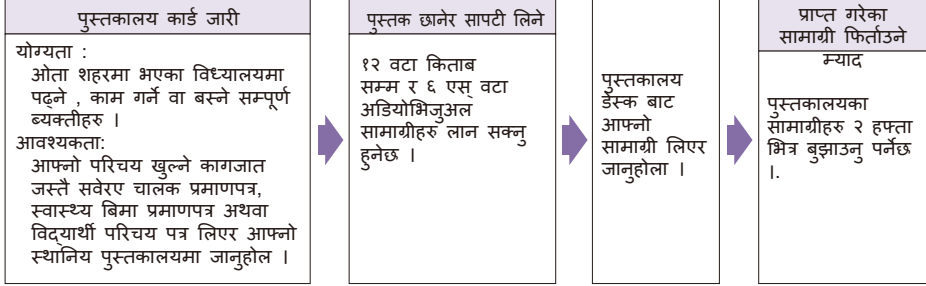 पुस्तकालय कार्ड जारी
योग्यता :
ओता शहरमा भएका विध्यालयमा
पढ्ने , काम गर्ने वा बस्ने सम्पूर्ण
ब्यक्तीहरु ।
आवश्यकता:
आफ्नो परिचय खुल्ने कागजात
जस्तै सवेरए चालक प्रमाणपत्र,
स्वास्थ्य बिमा प्रमाणपत्र अथवा
विद्यार्थी परिचय पत्र लिएर आफ्नो
स्थानिय पुस्तकालयमा जानुहोल ।
पुस्तक छानेर सापटी लिने
१२ वटा किताब
सम्म र ६ एस् वटा
अडियोभिजुअल
सामाग्रीहरु लान सक्नु
हुनेछ ।
पुस्तकालय
डेस्क बाट
आफ्नो
सामाग्री लिएर
जानुहोला ।
प्राप्त गरेका
सामाग्री फिर्ताउने
म्याद
पुस्तकालयका
सामाग्रीहरु २ हफ्ता
भित्र बुझाउनु पर्नेछ
।.